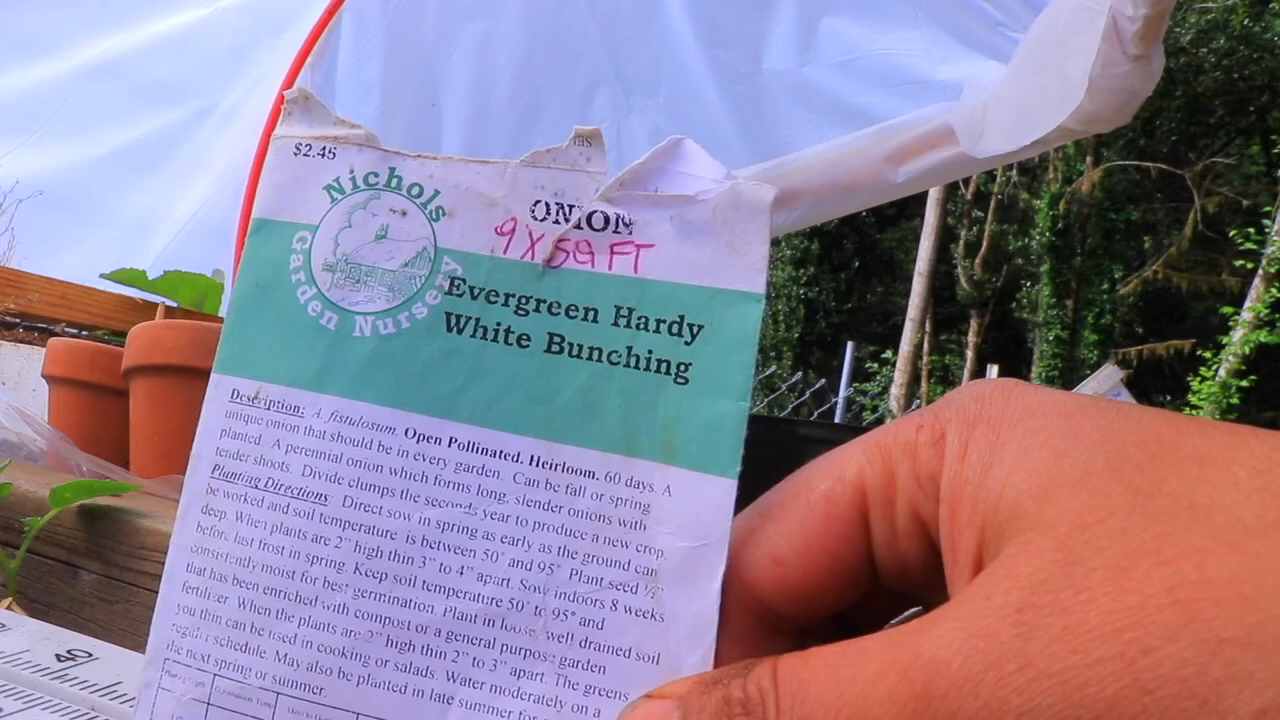 $2.45
Nichols
Garden Nursery
ONION
9 X SQ FT
Evergreen Hardy
White Bunching
Description: A. fistulosum. Open Pollinated. Heirloom. 60 days. A
unique onion that should be in every garden. Can be fall or spring
planted. A perennial onion which forms long, slender onions with
tender shoots. Divide clumps the seconds year to produce a new crop.
Planting Directions: Direct sow in spring as early as the ground can
be worked and soil temperature is between 50° and 95° Plant seed ½"
deep. When plants are 2" high thin 3" to 4" apart. Sow indoors 8 weeks
before last frost in spring. Keep soil temperature 50° to 95° and
consistently moist for best germination. Plant in loose, well drained soil
that has been enriched with compost or a general purpose garden
fertilizer. When the plants are 2" high thin 2" to 3" apart. The greens
you thin can be used in cooking or salads. Water moderately on a
regular schedule. May also be planted in late summer for
the next spring or summer.
40